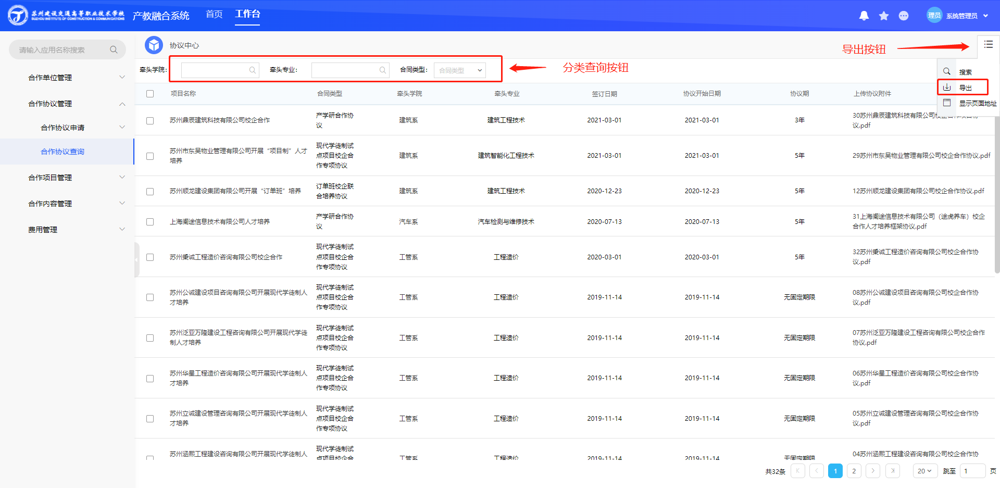 苏州建设交通高等职业技术学校
SUZHOU INSTITUTE OF CONSTRUCTION & COMMUNICATIONS
产教融合系统
首页
工作台
理员
系统管理员
请输入应用名称搜索
合作单位管理
合作协议管理
合作协议申请
合作协议查询
合作项目管理
合作内容管理
费用管理
协议中心
导出按钮
牵头学院:
牵头专业:
合同类型:
合同类型
分类查询按钮
搜索
导出
显示页面地址
项目名称 合同类型 牵头学院 牵头专业 签订日期 协议开始日期 协议期 上传协议附件
苏州鼎辰建筑科技有限公司校企合作
产学研合作协
议
建筑系 建筑工程技术 2021-03-01 2021-03-01 3年
30苏州鼎辰建筑科技有限公司校企合作项目协
议.pdf
苏州市东吴物业管理有限公司开展“项目制”人才
培养
现代学徒制试
点项目校企合
作专项协议
建筑系 建筑智能化工程技术 2021-03-01 2021-03-01 5年
29苏州市东吴物业管理有限公司校企合作协议.pdf
苏州顺龙建设集团有限公司开展“订单班”培养
订单班校企联
合培养协议
建筑系 建筑工程技术 2020-12-23 2020-12-23 5年
12苏州顺龙建设集团有限公司校企合作协议.pdf
上海阑途信息技术有限公司人才培养
产学研合作协
议
汽车系 汽车检测与维修技术 2020-07-13 2020-07-13 5年
31上海阑途信息技术有限公司（途虎养车）校企
合作人才培养框架协议.pdf
苏州秉诚工程造价咨询有限公司校企合作
现代学徒制试
点项目校企合
作专项协议
工管系 工程造价 2020-03-01 2020-03-01 5年
32苏州秉诚工程造价咨询有限公司校企合作协
议.pdf
苏州公诚建设项目咨询有限公司开展现代学徒制人
才培养
现代学徒制试
点项目校企合
作专项协议
工管系 工程造价 2019-11-14 2019-11-14 无固定期限
08苏州公诚建设项目咨询有限公司校企合作协
议.pdf
苏州泛亚万隆建设工程咨询有限公司开展现代学徒
制人才培养
现代学徒制试
点项目校企合
作专项协议
工管系 工程造价 2019-11-14 2019-11-14 无固定期限
07苏州泛亚万隆建设工程咨询有限公司校企合作
协议.pdf
苏州华星工程造价咨询有限公司开展现代学徒制人
才培养
现代学徒制试
点项目校企合
作专项协议
工管系 工程造价 2019-11-14 2019-11-14 无固定期限
06苏州华星工程造价咨询有限公司校企合作协
议.pdf
苏州立诚建设管理咨询有限公司开展现代学徒制人
才培养
现代学徒制试
点项目校企合
作专项协议
工管系 工程造价 2019-11-14 2019-11-14 无固定期限
05苏州立诚建设管理咨询有限公司校企合作协
议.pdf
苏州涵熙工程建设咨询有限公司开展现代学徒制人
现代学徒制试
点项目校企合
工管系 工程造价 2019-11-14 2019-11-14 无固定期限
04苏州涵熙工程建设咨询有限公司校企合作协
共32条 1 2 20 跳至 1 页